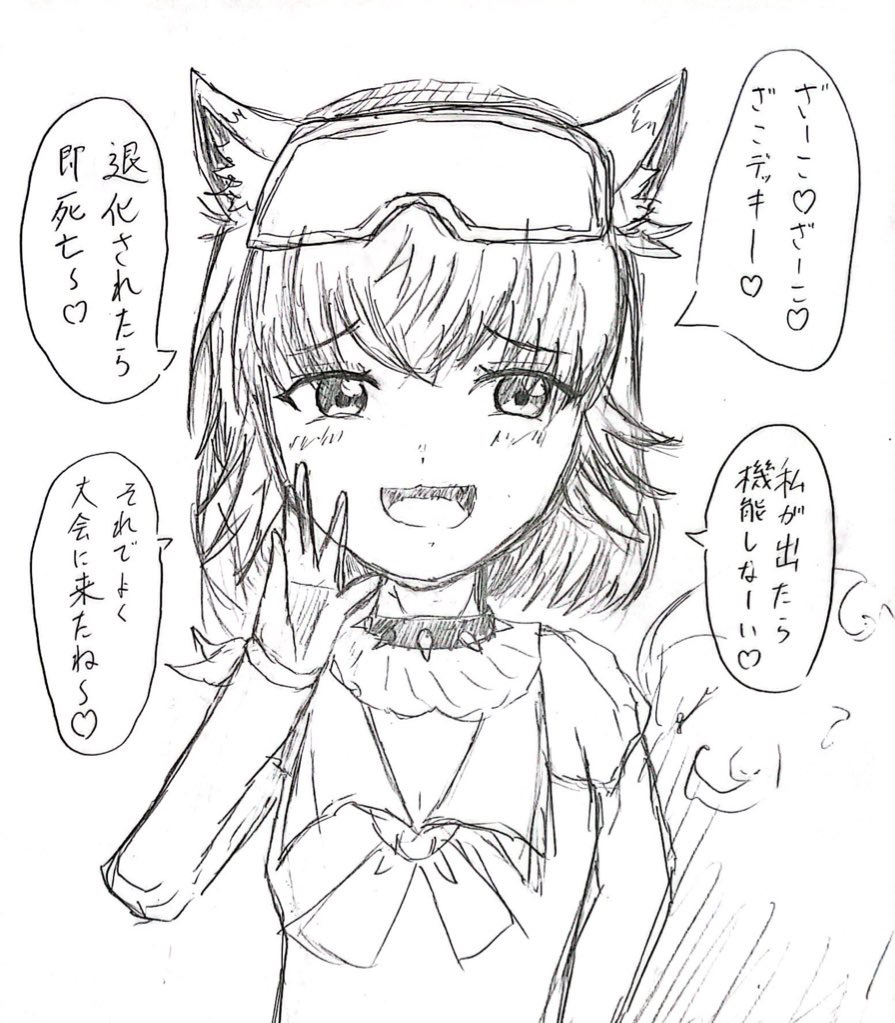 ざーこ♡ざーこ♡
ざこデッキー♡
退化されたら
即死亡～♡
私が出たら
機能しなーい♡
それでよく
大会に来たね～♡